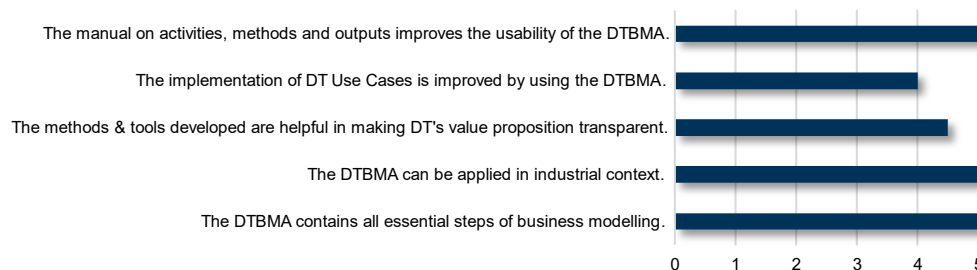 The manual on activities, methods and outputs improves the usability of the DTBMA.
The implementation of DT Use Cases is improved by using the DTBMA.
The methods & tools developed are helpful in making DT's value proposition transparent.
The DTBMA can be applied in industrial context.
The DTBMA contains all essential steps of business modelling.
0 1 2 3 4 5